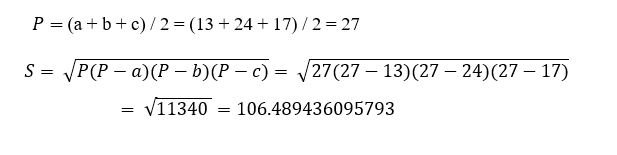 P = (a + b + c) / 2 = (13 + 24 + 17) / 2 = 27
S = √P(P − a)(P − b)(P − c) = √27(27 − 13)(27 − 24)(27 − 17)
= √11340 = 106.489436095793